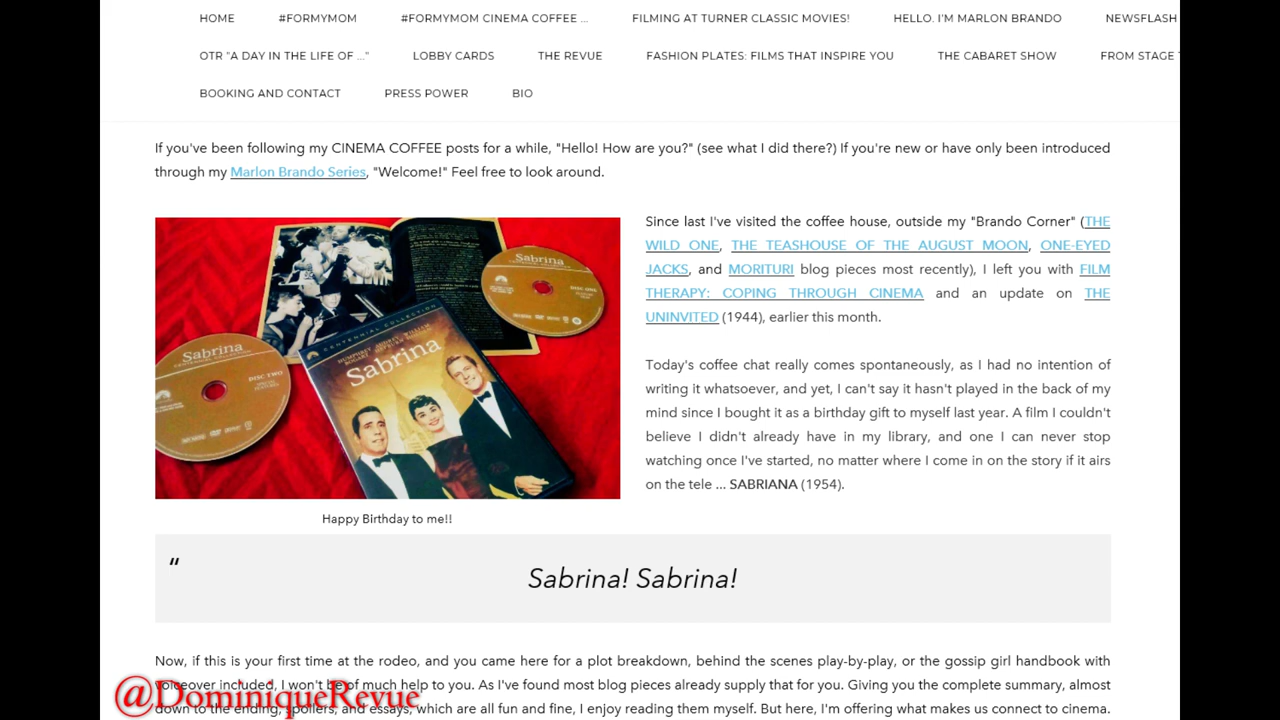 HOME #FORMYMOM #FORMYMOM CINEMA COFFEE ... FILMING AT TURNER CLASSIC MOVIES! HELLO. I'M MARLON BRANDO NEWSFLASH
OTR "A DAY IN THE LIFE OF ..." LOBBY CARDS THE REVUE FASHION PLATES: FILMS THAT INSPIRE YOU THE CABARET SHOW FROM STAGE
BOOKING AND CONTACT PRESS POWER BIO
If you've been following my CINEMA COFFEE posts for a while, "Hello! How are you?" (see what I did there?) If you're new or have only been introduced
through my Marlon Brando Series, "Welcome!" Feel free to look around.
Sabrina
DISC ONE
CENTENNIAL COLLECTION
Sabrina
Sabrina
DISC TWO
Happy Birthday to me!!
Since last I've visited the coffee house, outside my "Brando Corner" (THE
WILD ONE, THE TEASHOUSE OF THE AUGUST MOON, ONE-EYED
JACKS, and MORITURI blog pieces most recently), I left you with FILM
THERAPY: COPING THROUGH CINEMA and an update on THE
UNINVITED (1944), earlier this month.
Today's coffee chat really comes spontaneously, as I had no intention of
writing it whatsoever, and yet, I can't say it hasn't played in the back of my
mind since I bought it as a birthday gift to myself last year. A film I couldn't
believe I didn't already have in my library, and one I can never stop
watching once I've started, no matter where I come in on the story if it airs
on the tele ... SABRIANA (1954).
“
Sabrina! Sabrina!
Now, if this is your first time at the rodeo, and you came here for a plot breakdown, behind the scenes play-by-play, or the gossip girl handbook with
voiceover included, I won't be of much help to you. As I've found most blog pieces already supply that for you. Giving you the complete summary, almost
down to the ending, spoilers, and essays, which are all fun and fine, I enjoy reading them myself. But here, I'm offering what makes us connect to cinema.
@DominiqueRevue